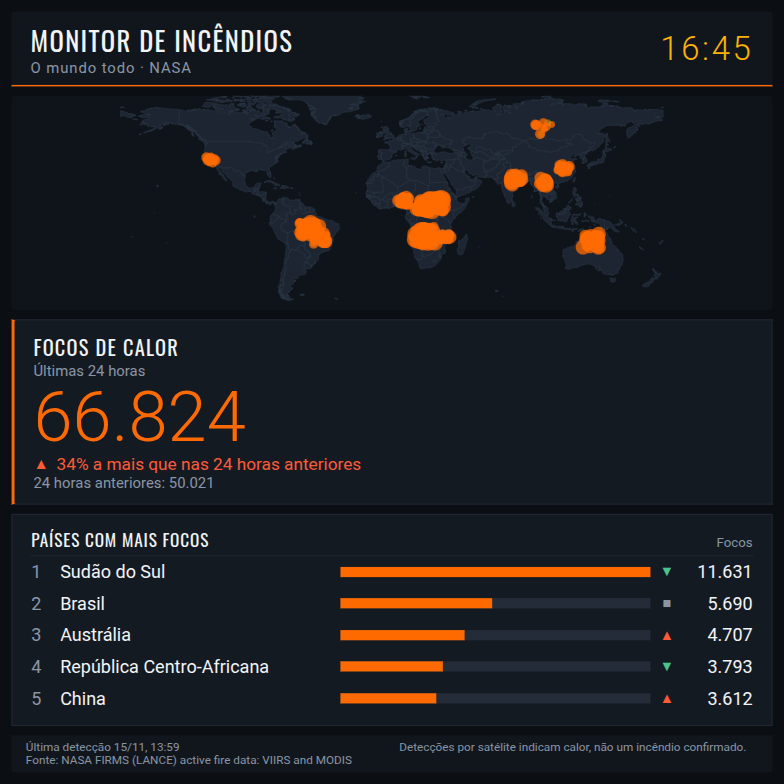 MONITOR DE INCÊNDIOS
O mundo todo · NASA
16:45
FOCOS DE CALOR
Últimas 24 horas
66.824
▲ 34% a mais que nas 24 horas anteriores
24 horas anteriores: 50.021
PAÍSES COM MAIS FOCOS Focos
1 Sudão do Sul ▼ 11.631
2 Brasil ■ 5.690
3 Austrália ▲ 4.707
4 República Centro-Africana ▼ 3.793
5 China ▲ 3.612
Última detecção 15/11, 13:59
Fonte: NASA FIRMS (LANCE) active fire data: VIIRS and MODIS
Detecções por satélite indicam calor, não um incêndio confirmado.